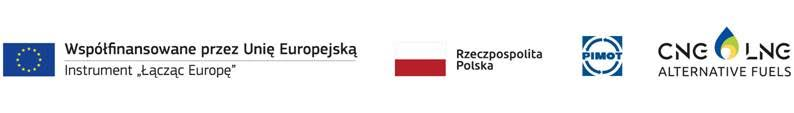 Współfinansowane przez Unię Europejską
Instrument „Łącząc Europę”
Rzeczpospolita
Polska
PIMOT
CNG LNG
ALTERNATIVE FUELS